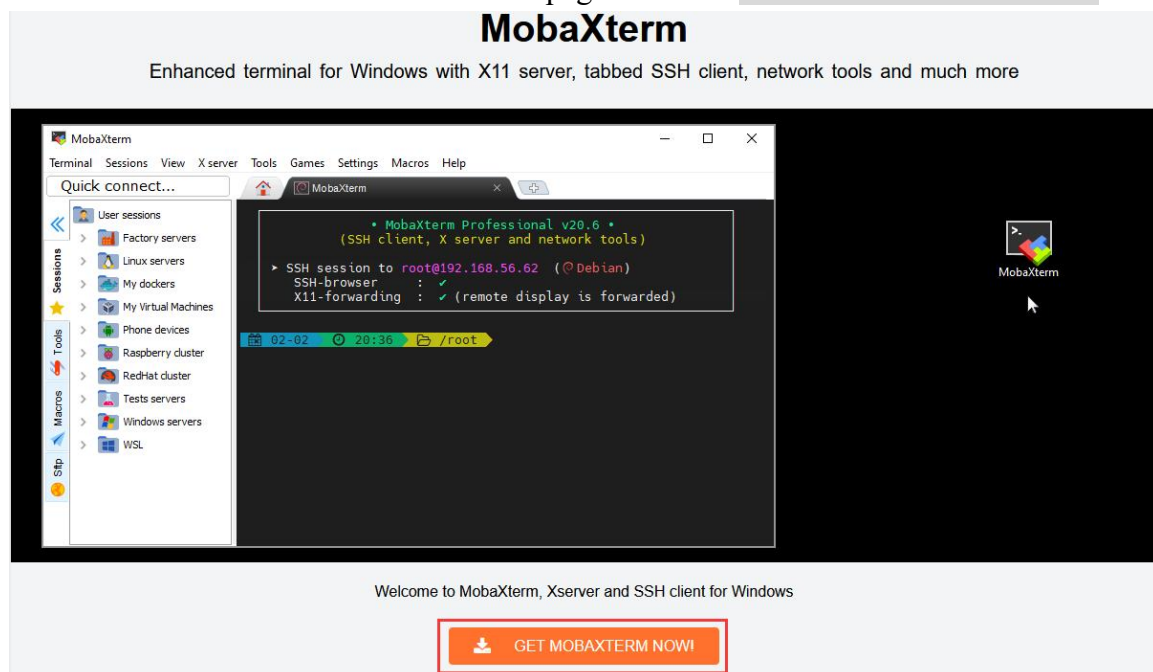 MobaXterm
Enhanced terminal for Windows with X11 server, tabbed SSH client, network tools and much more
MobaXterm
Terminal Sessions View X server Tools Games Settings Macros Help
Quick connect...
MobaXterm
User sessions
Factory servers
Linux servers
My dockers
My Virtual Machines
Phone devices
Raspberry cluster
RedHat cluster
Tests servers
Windows servers
WSL
Sessions
Tools
Macros
Sftp
• MobaXterm Professional v20.6 •
(SSH client, X server and network tools)
➤ SSH session to root@192.168.56.62 (Debian)
SSH-browser : ✔
X11-forwarding : ✔ (remote display is forwarded)
02-02 20:36 /root
MobaXterm
Welcome to MobaXterm, Xserver and SSH client for Windows
GET MOBAXTERM NOW!